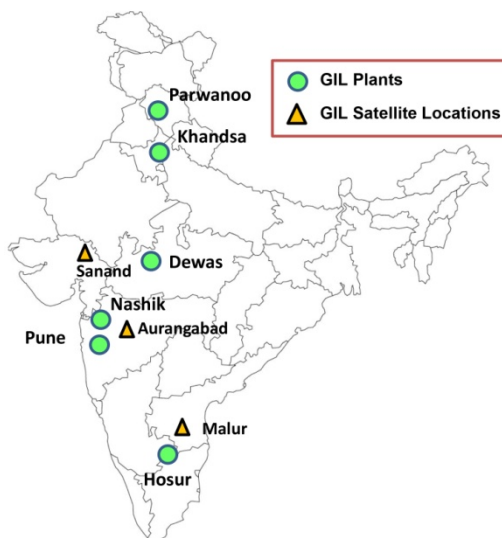 GIL Plants
GIL Satellite Locations
Parwanoo
Khandsa
Dewas
Sanand
Nashik
Aurangabad
Pune
Malur
Hosur